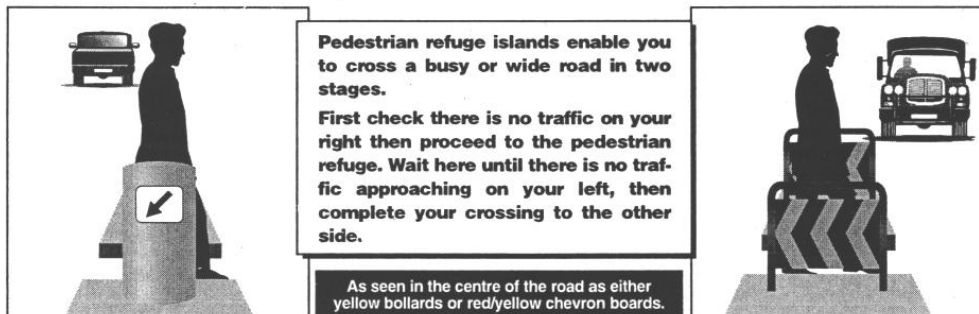 Pedestrian refuge islands enable you
to cross a busy or wide road in two
stages.
First check there is no traffic on your
right then proceed to the pedestrian
refuge. Wait here until there is no traf-
fic approaching on your left, then
complete your crossing to the other
side.
As seen in the centre of the road as either
yellow bollards or red/yellow chevron boards.